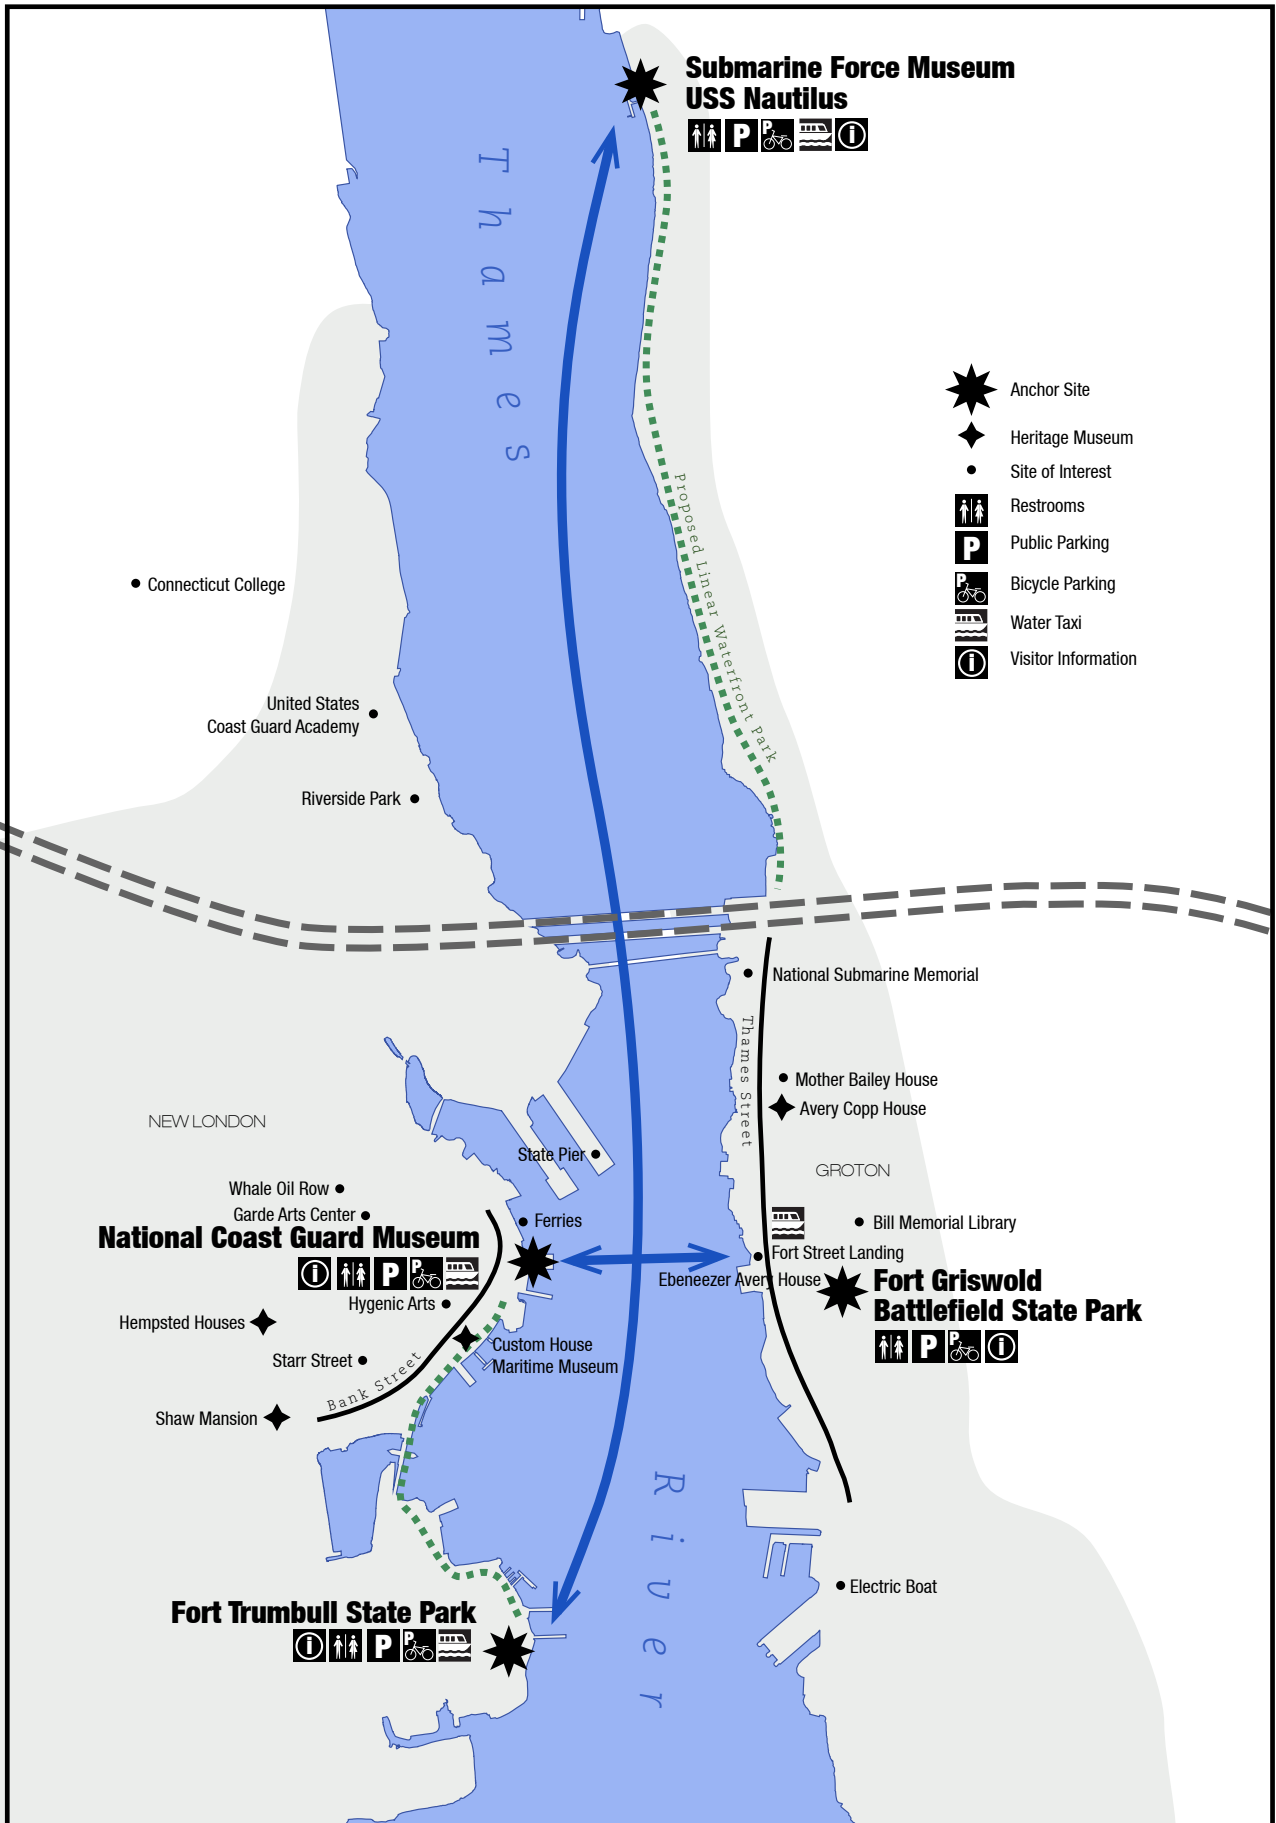 Submarine Force Museum
USS Nautilus
P
P
i
Thames
Anchor Site
Heritage Museum
Site of Interest
Restrooms
P
Public Parking
P
Bicycle Parking
Water Taxi
i
Visitor Information
Proposed Linear Waterfront Park
Connecticut College
United States
Coast Guard Academy
Riverside Park
National Submarine Memorial
Thames Street
Mother Bailey House
Avery Copp House
NEW LONDON
State Pier
GROTON
Whale Oil Row
Garde Arts Center
Ferries
Bill Memorial Library
National Coast Guard Museum
i
P
P
Fort Street Landing
Ebeneezer Avery House
Fort Griswold
Battlefield State Park
P
P
i
Hygenic Arts
Hempsted Houses
Custom House
Maritime Museum
Starr Street
Bank Street
Shaw Mansion
River
Electric Boat
Fort Trumbull State Park
i
P
P